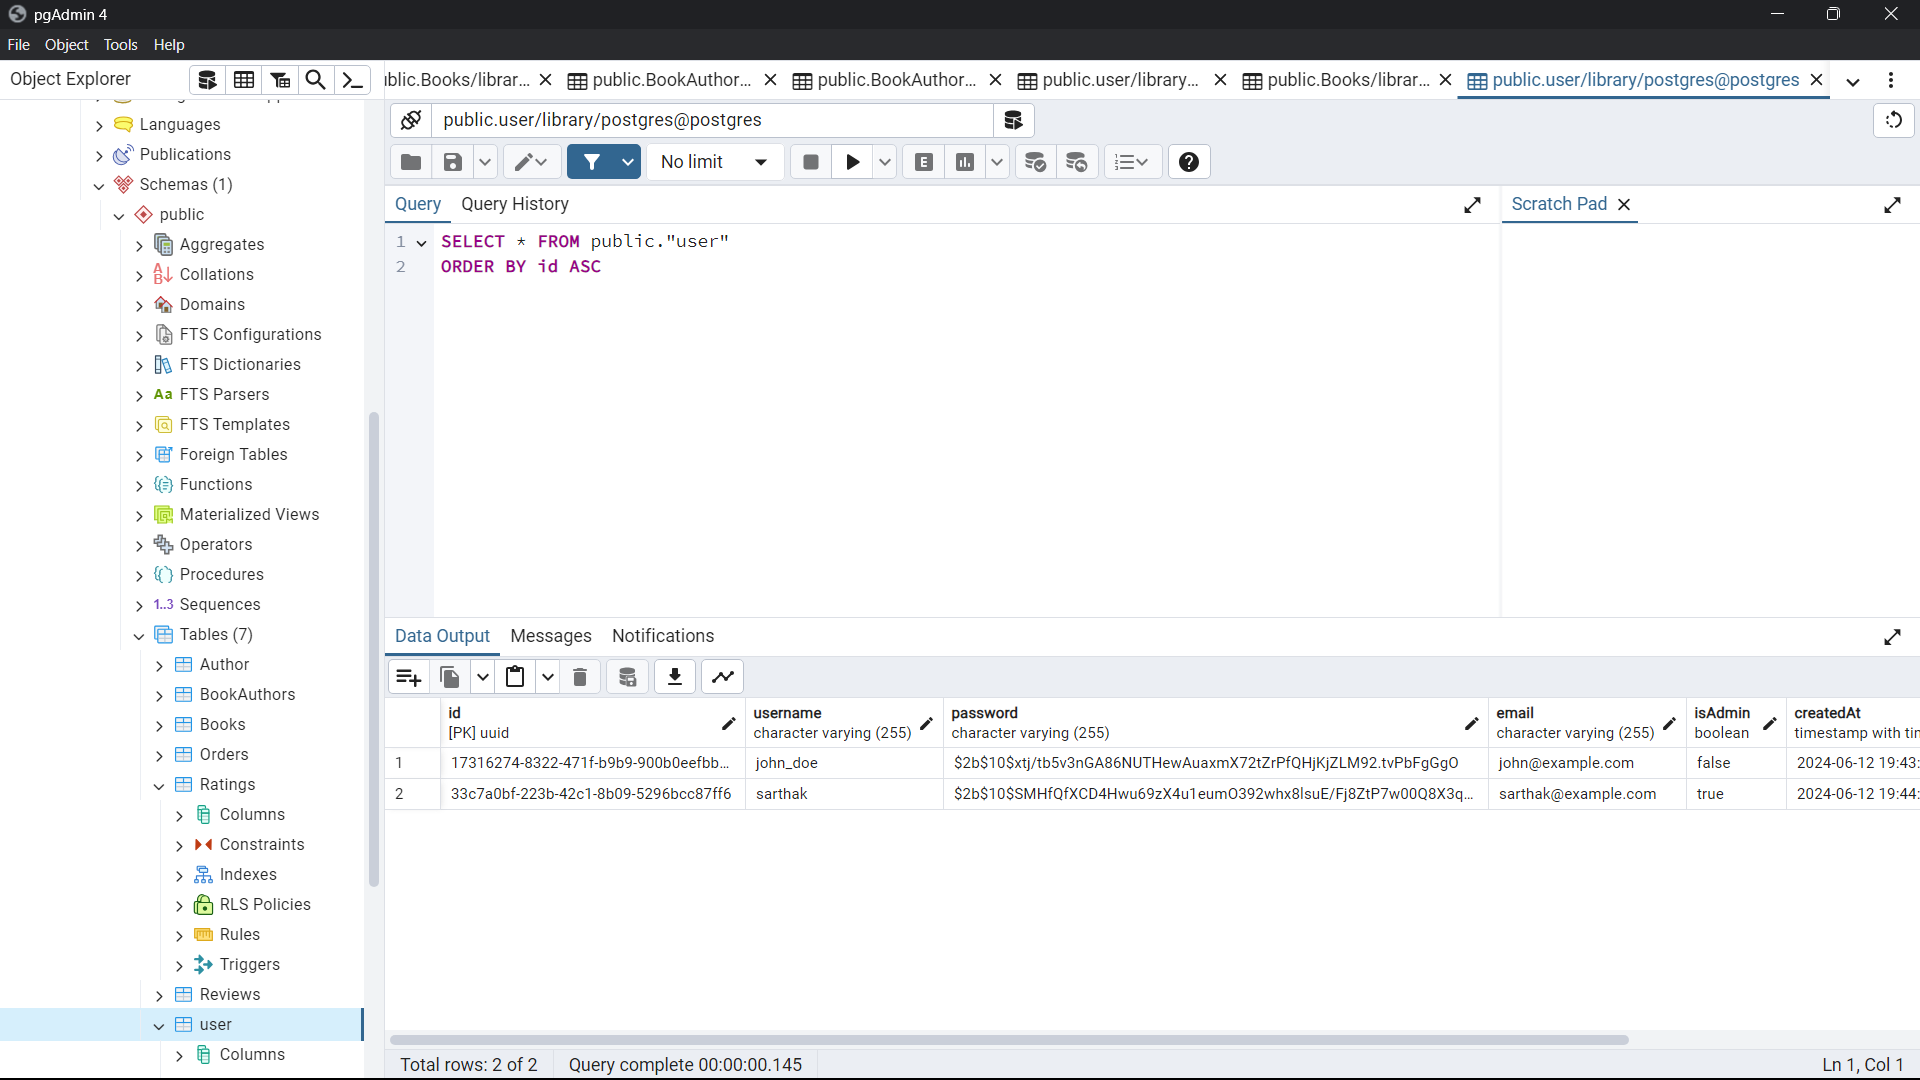 pgAdmin 4
File Object Tools Help
Object Explorer
blic.Books/librar...
public.BookAuthor...
public.BookAuthor...
public.user/library...
public.Books/librar...
public.user/library/postgres@postgres
public.user/library/postgres@postgres
No limit
E
Query Query History
Scratch Pad
1 SELECT * FROM public."user"
2 ORDER BY id ASC
Languages
Publications
Schemas (1)
public
Aggregates
Collations
Domains
FTS Configurations
FTS Dictionaries
Aa FTS Parsers
FTS Templates
Foreign Tables
Functions
Materialized Views
Operators
Procedures
1..3 Sequences
Tables (7)
Author
BookAuthors
Books
Orders
Ratings
Columns
Constraints
Indexes
RLS Policies
Rules
Triggers
Reviews
user
Columns
Data Output Messages Notifications
id username password email isAdmin createdAt
[PK] uuid character varying (255) character varying (255) character varying (255) boolean timestamp with tin
1 17316274-8322-471f-b9b9-900b0eefbb... john_doe $2b$10$xtj/tb5v3nGA86NUTHewAuaxmX72tZrPfQHjKjZLM92.tvPbFgGgO john@example.com false 2024-06-12 19:43:
2 33c7a0bf-223b-42c1-8b09-5296bcc87ff6 sarthak $2b$10$SMHfQfXCD4Hwu69zX4u1eumO392whx8lsuE/Fj8ZtP7w00Q8X3q... sarthak@example.com true 2024-06-12 19:44:
Total rows: 2 of 2 Query complete 00:00:00.145
Ln 1, Col 1